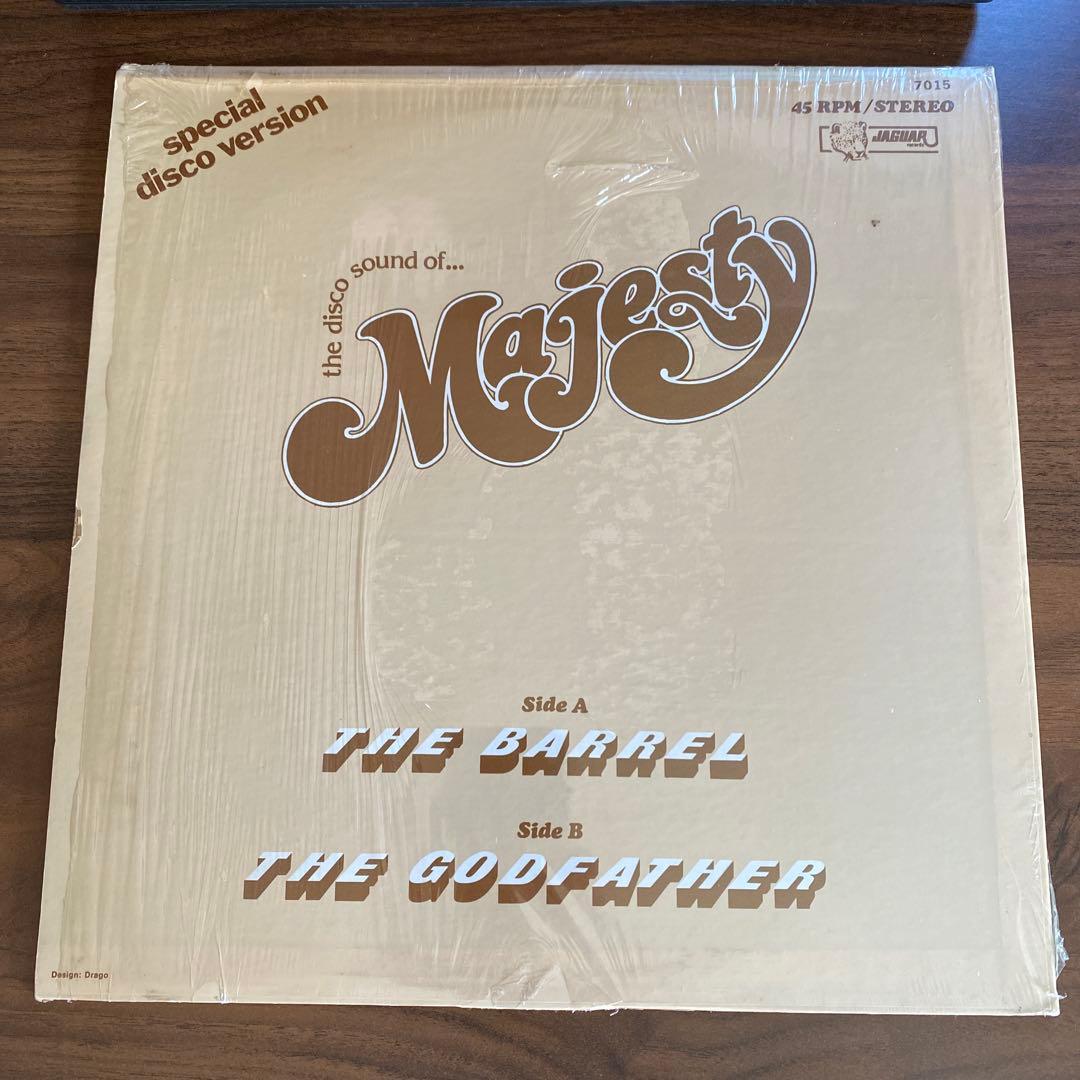 special
disco version
7015
45 RPM/STEREO
JAGUAR
records
the disco sound of...
Majesty
Side A
THE BARREL
Side B
THE GODFATHER
Design: Drago